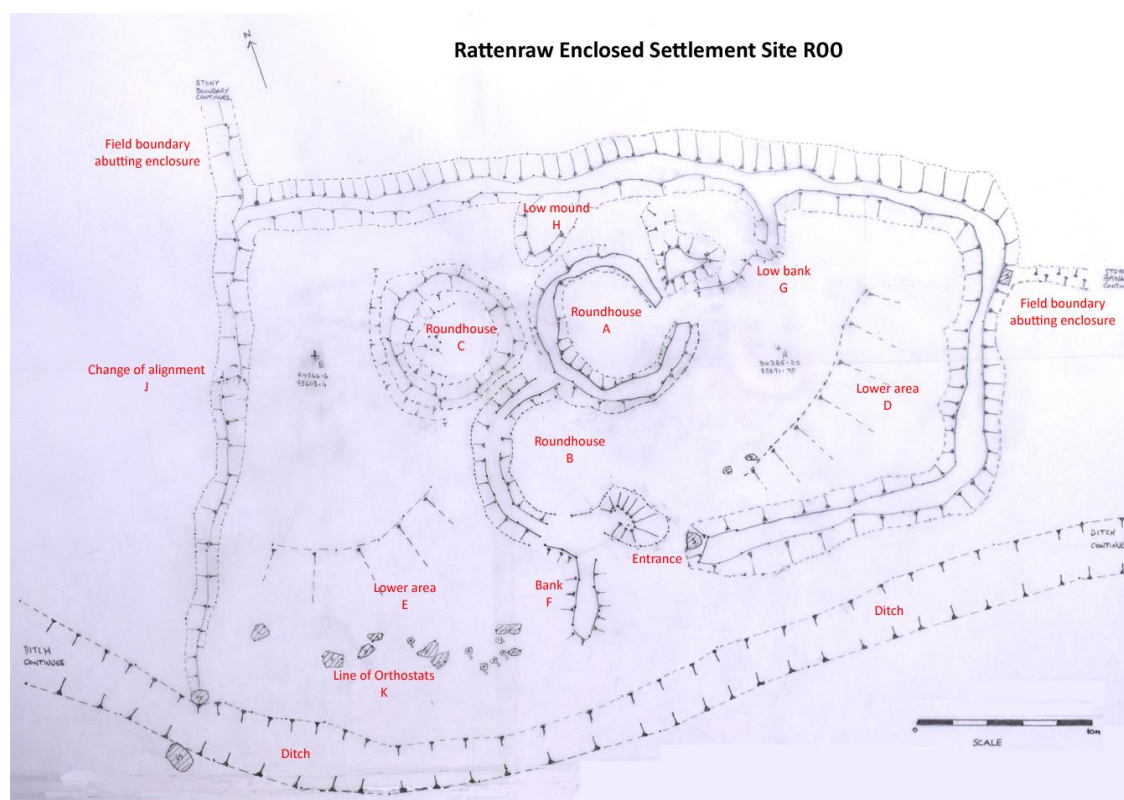 Rattenraw Enclosed Settlement Site R00
N
STONY
BOUNDARY
CONTINUES
Field boundary
abutting enclosure
Low mound
H
Low bank
G
STONY
BANK
Field boundary
abutting enclosure
Roundhouse
A
Roundhouse
C
Change of alignment
J
B
A
Lower area
D
Roundhouse
B
Entrance
DITCH
Bank
F
Lower area
E
Ditch
DITCH
CONTINUES
Line of Orthostats
K
Ditch
0
10m
SCALE